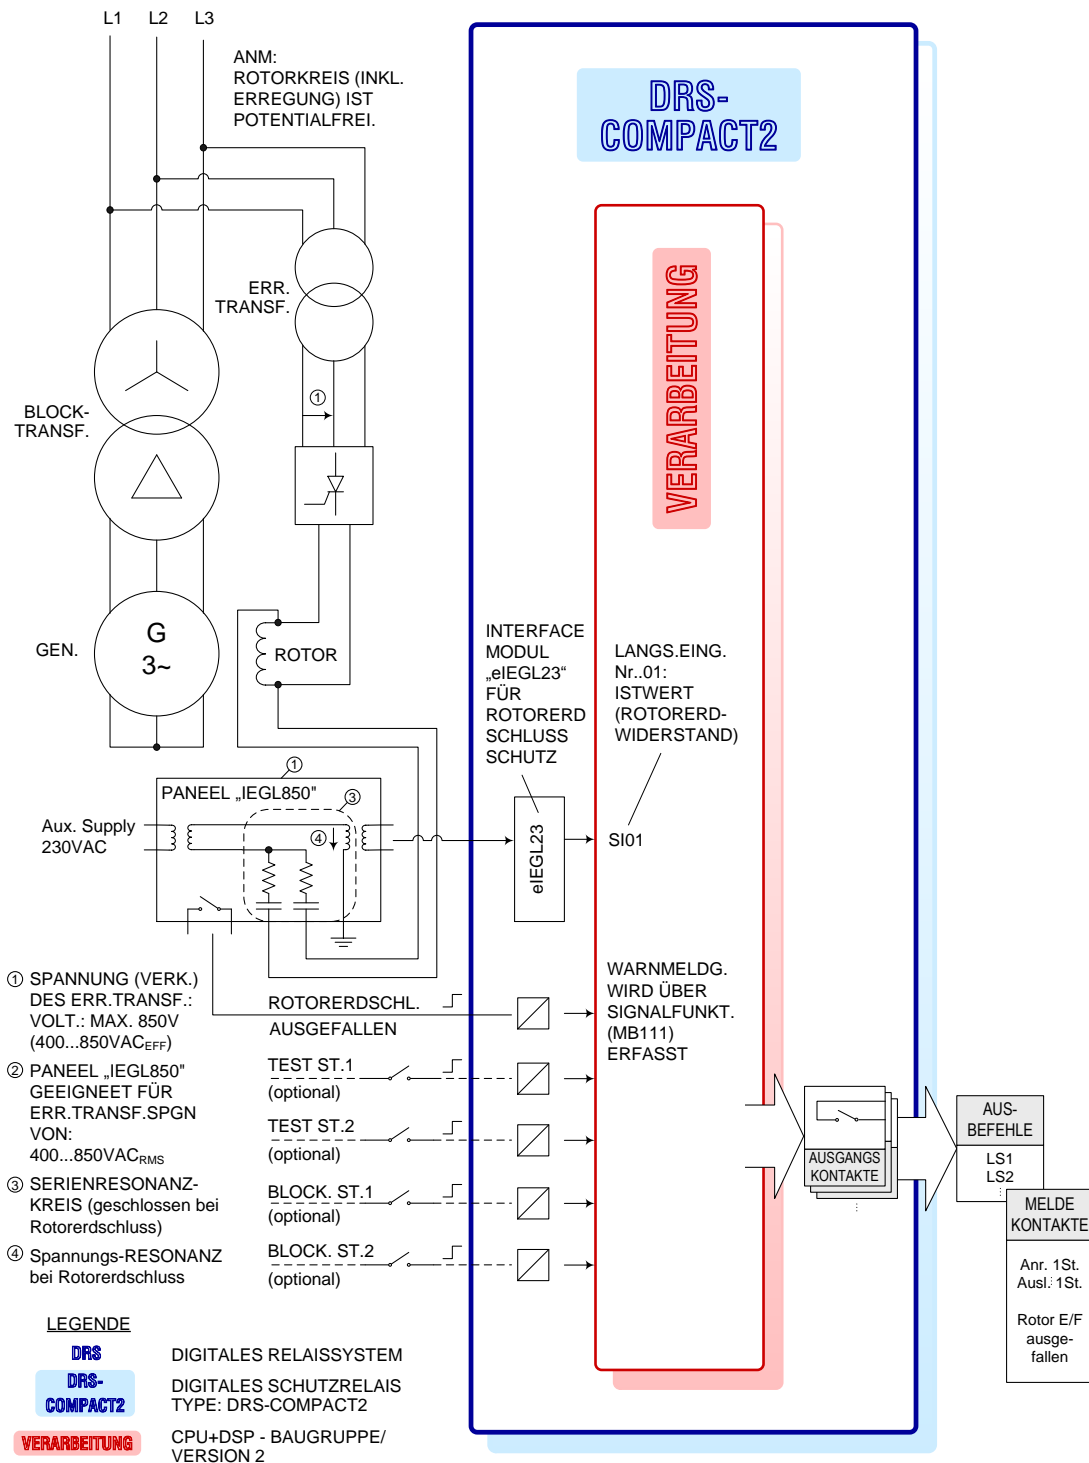 L1 L2 L3
ANM:
ROTORKREIS (INKL.
ERREGUNG) IST
POTENTIALFREI.
DRS-
COMPACT2
VERARBEITUNG
ERR.
TRANSF.
①
BLOCK-
TRANSF.
GEN.
G
3~
ROTOR
INTERFACE
MODUL
„eIEGL23“
FÜR
ROTORERD
SCHLUSS
SCHUTZ
LANGS.EING.
Nr..01:
ISTWERT
(ROTORERD-
WIDERSTAND)
①
PANEEL „IEGL850"
③
④
Aux. Supply
230VAC
eIEGL23
SI01
① SPANNUNG (VERK.)
DES ERR.TRANSF.:
VOLT.: MAX. 850V
(400...850VACEFF)
② PANEEL „IEGL850"
GEEIGNET FÜR
ERR.TRANSF.SPGN
VON:
400...850VACRMS
③ SERIENRESONANZ-
KREIS (geschlossen bei
Rotorerdschluss)
④ Spannungs-RESONANZ
bei Rotorerdschluss
ROTORERDSCHL.
AUSGEFALLEN
TEST ST.1
(optional)
TEST ST.2
(optional)
BLOCK. ST.1
(optional)
BLOCK. ST.2
(optional)
WARNMELDG.
WIRD ÜBER
SIGNALFUNKT.
(MB111)
ERFASST
AUSGANGS
KONTAKTE
AUS-
BEFEHLE
LS1
LS2
MELDE
KONTAKTE
Anr. 1St.
Ausl. 1St.
Rotor E/F
ausge-
fallen
LEGENDE
DRS DIGITALES RELAISSYSTEM
DRS-
COMPACT2
DIGITALES SCHUTZRELAIS
TYPE: DRS-COMPACT2
VERARBEITUNG
CPU+DSP - BAUGRUPPE/
VERSION 2